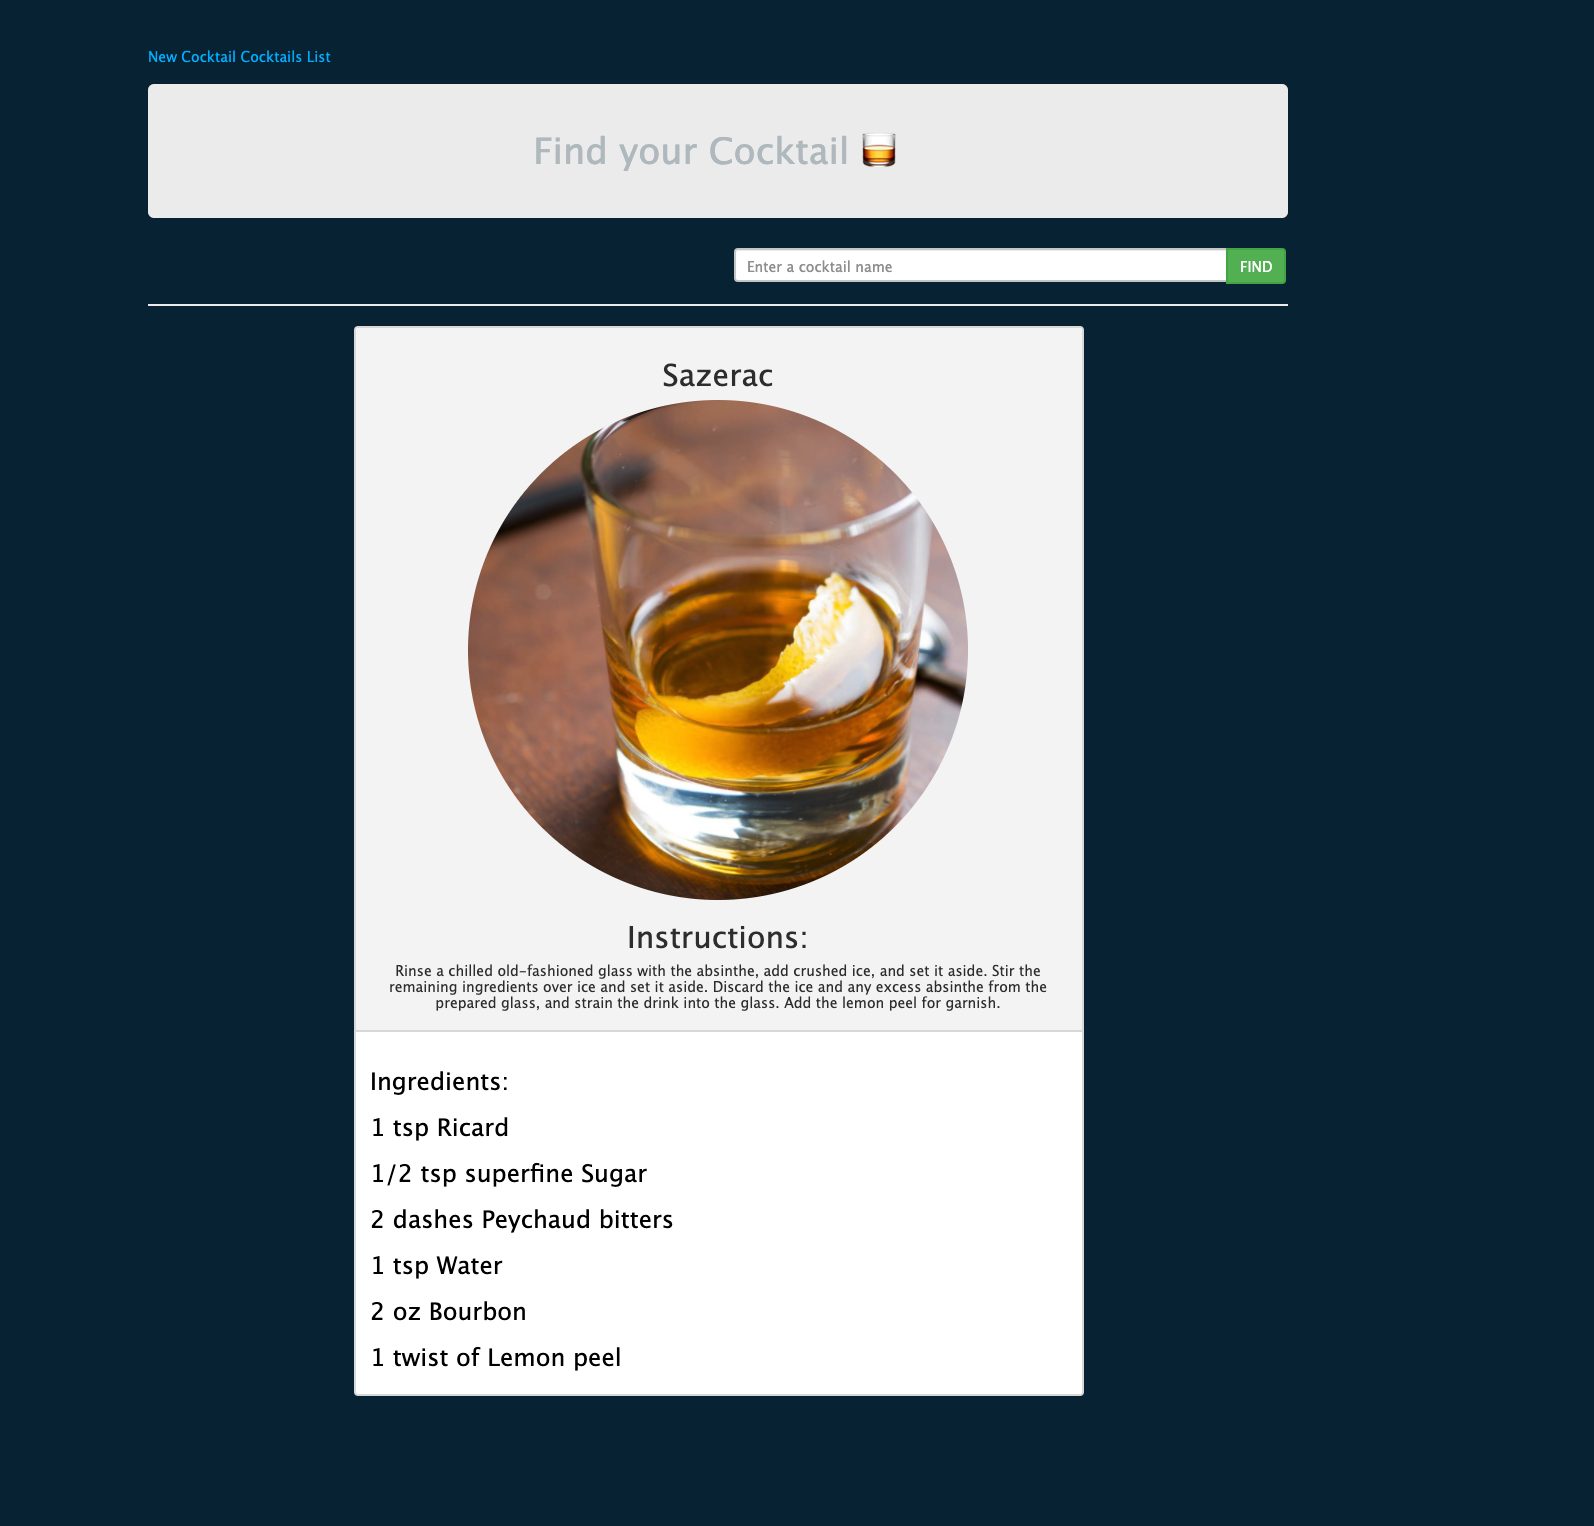 New Cocktail Cocktails List
Find your Cocktail 🥃
Enter a cocktail name
FIND
Sazerac
Instructions:
Rinse a chilled old-fashioned glass with the absinthe, add crushed ice, and set it aside. Stir the
remaining ingredients over ice and set it aside. Discard the ice and any excess absinthe from the
prepared glass, and strain the drink into the glass. Add the lemon peel for garnish.
Ingredients:
1 tsp Ricard
1/2 tsp superfine Sugar
2 dashes Peychaud bitters
1 tsp Water
2 oz Bourbon
1 twist of Lemon peel